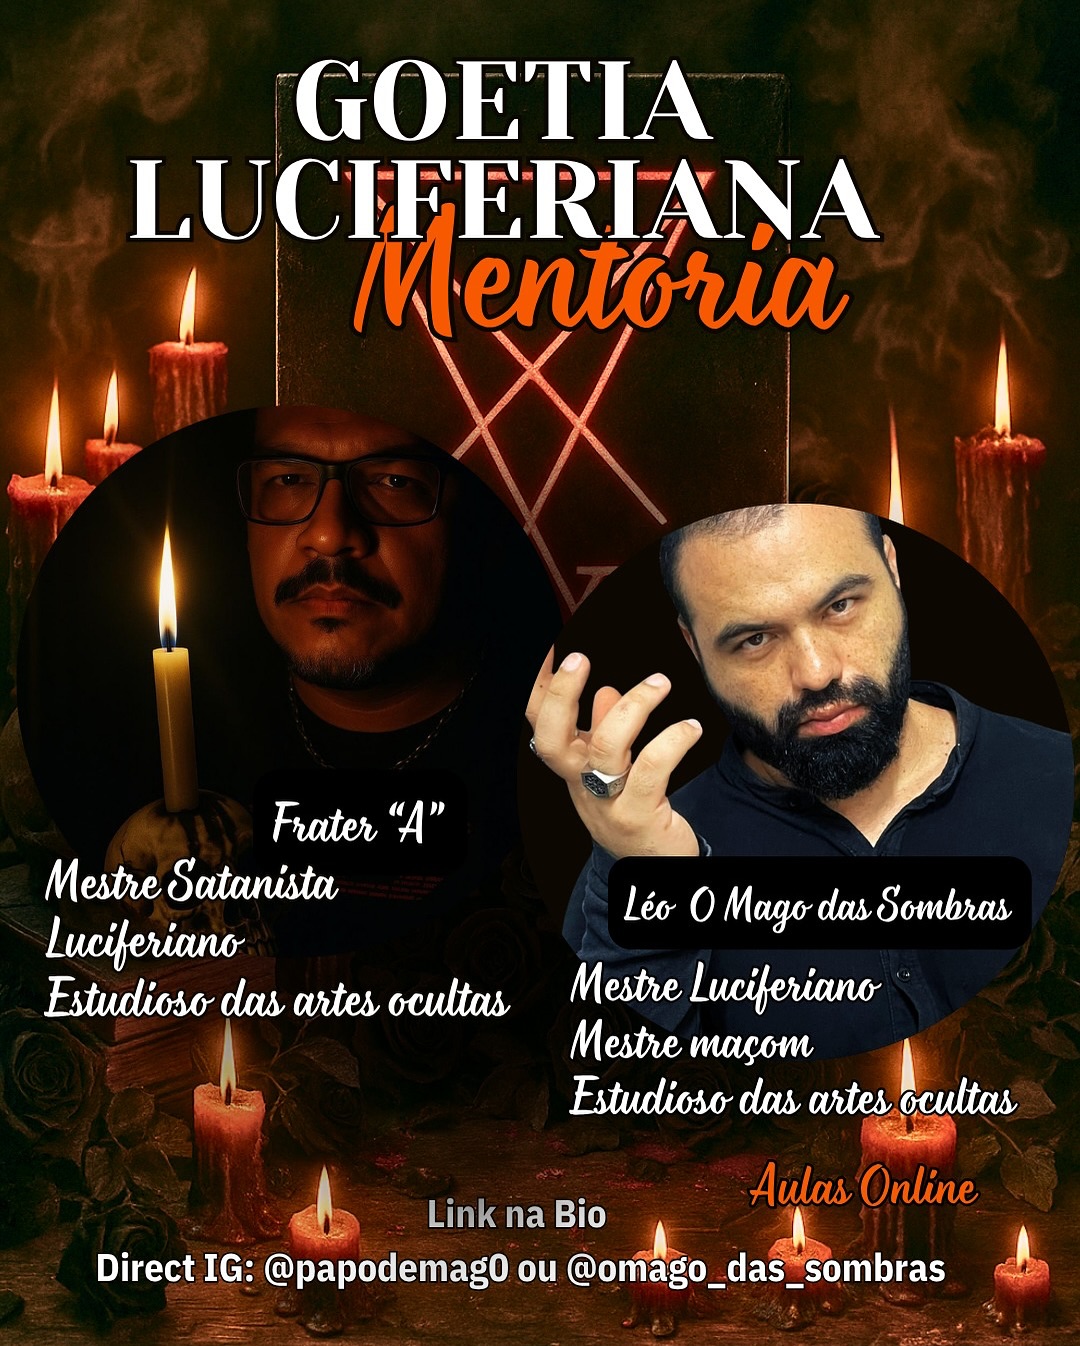 GOETIA
LUCIFERIANA
Mentoria
Frater “A”
Mestre Satanista
Luciferiano
Estudioso das artes ocultas
Léo O Mago das Sombras
Mestre Luciferiano
Mestre maçom
Estudioso das artes ocultas
Aulas Online
Link na Bio
Direct IG: @papodemag0 ou @omago_das_sombras